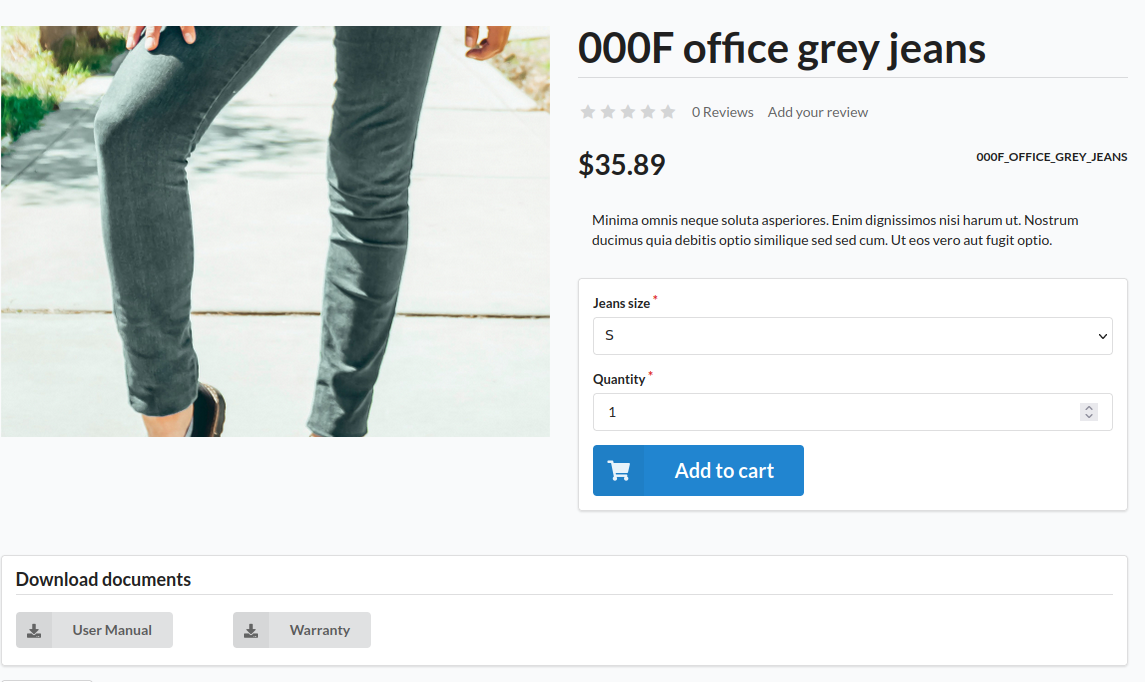 000F office grey jeans
0 Reviews Add your review
$35.89
000F_OFFICE_GREY_JEANS
Minima omnis neque soluta asperiores. Enim dignissimos nisi harum ut. Nostrum
ducimus quia debitis optio similique sed sed cum. Ut eos vero aut fugit optio.
Jeans size *
S
Quantity *
1
Add to cart
Download documents
User Manual
Warranty